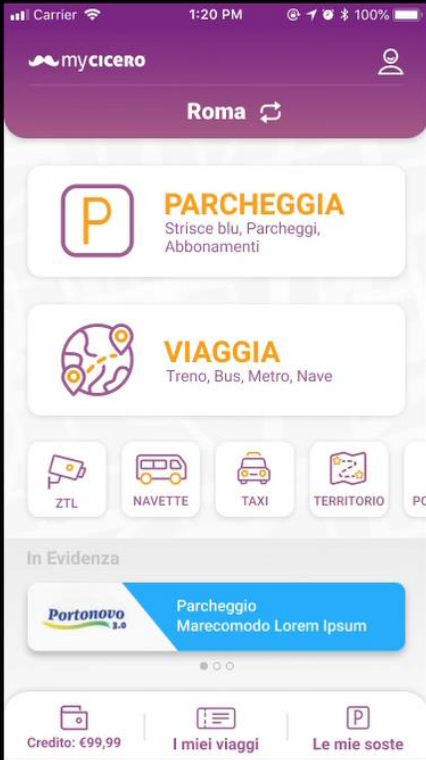 Carrier 1:20 PM 100%
mycicero
Roma
P PARCHEGGIA
Strisce blu, Parcheggi,
Abbonamenti
VIAGGIA
Treno, Bus, Metro, Nave
ZTL NAVETTE TAXI TERRITORIO
In Evidenza
Portonovo
3.0
Parcheggio
Marecomodo Lorem Ipsum
P
Credito: €99,99 I miei viaggi Le mie soste